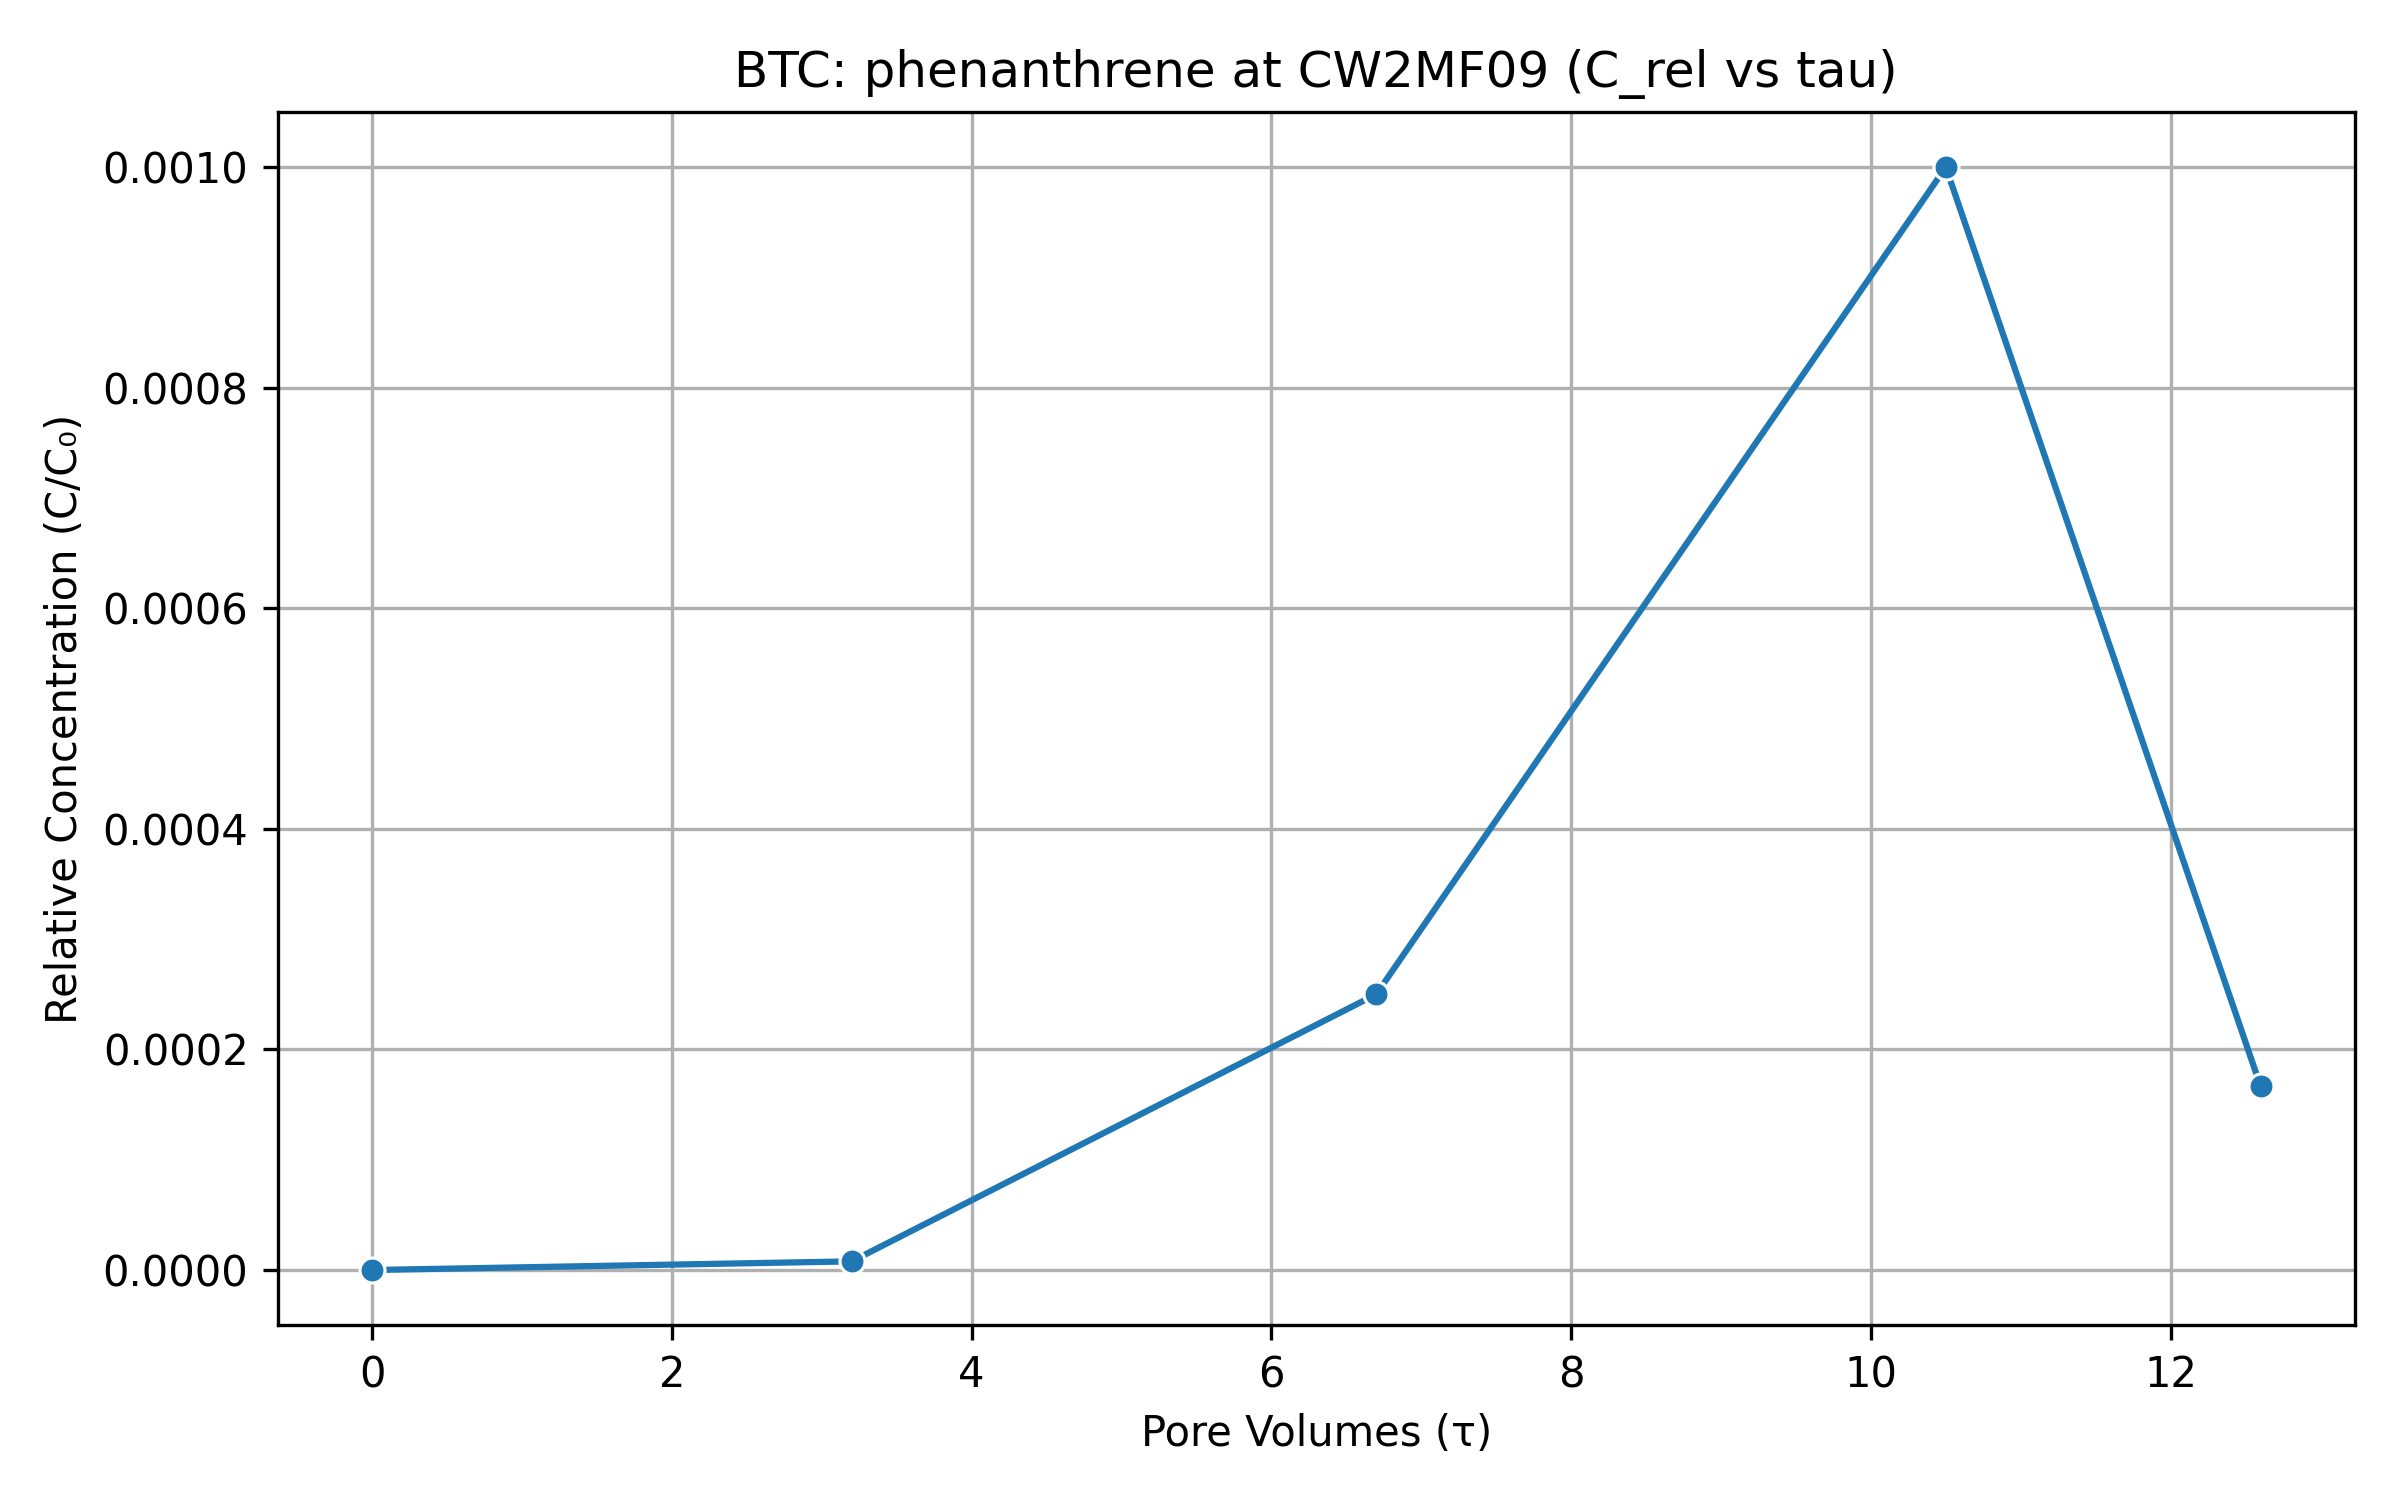 BTC: phenanthrene at CW2MF09 (C_rel vs tau)
Relative Concentration (C/C₀)
0.0010
0.0008
0.0006
0.0004
0.0002
0.0000
0 2 4 6 8 10 12
Pore Volumes (τ)